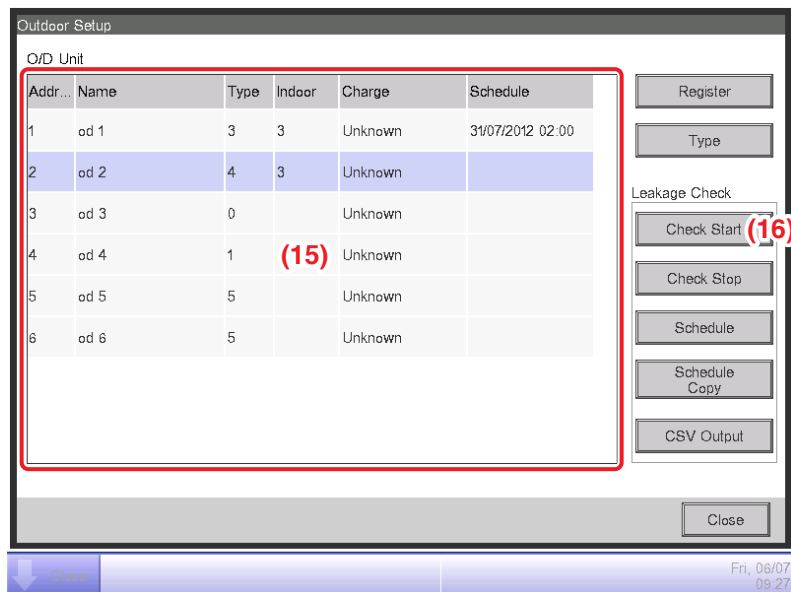 Outdoor Setup
O/D Unit
Addr... Name Type Indoor Charge Schedule
1 od 1 3 3 Unknown 31/07/2012 02:00
2 od 2 4 3 Unknown
3 od 3 0 Unknown
4 od 4 1 (15) Unknown
5 od 5 5 Unknown
6 od 6 5 Unknown
Register
Type
Leakage Check
Check Start (16)
Check Stop
Schedule
Schedule
Copy
CSV Output
Close
Fri, 06/07
09:27